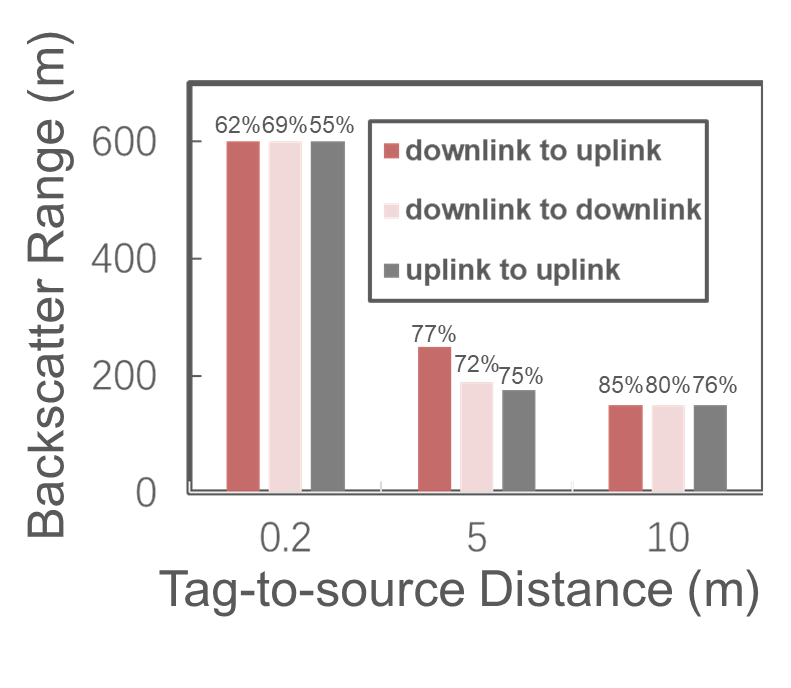 Backscatter Range (m)
600
400
200
0
62% 69% 55%
downlink to uplink
downlink to downlink
uplink to uplink
77%
72% 75%
85% 80% 76%
0.2 5 10
Tag-to-source Distance (m)